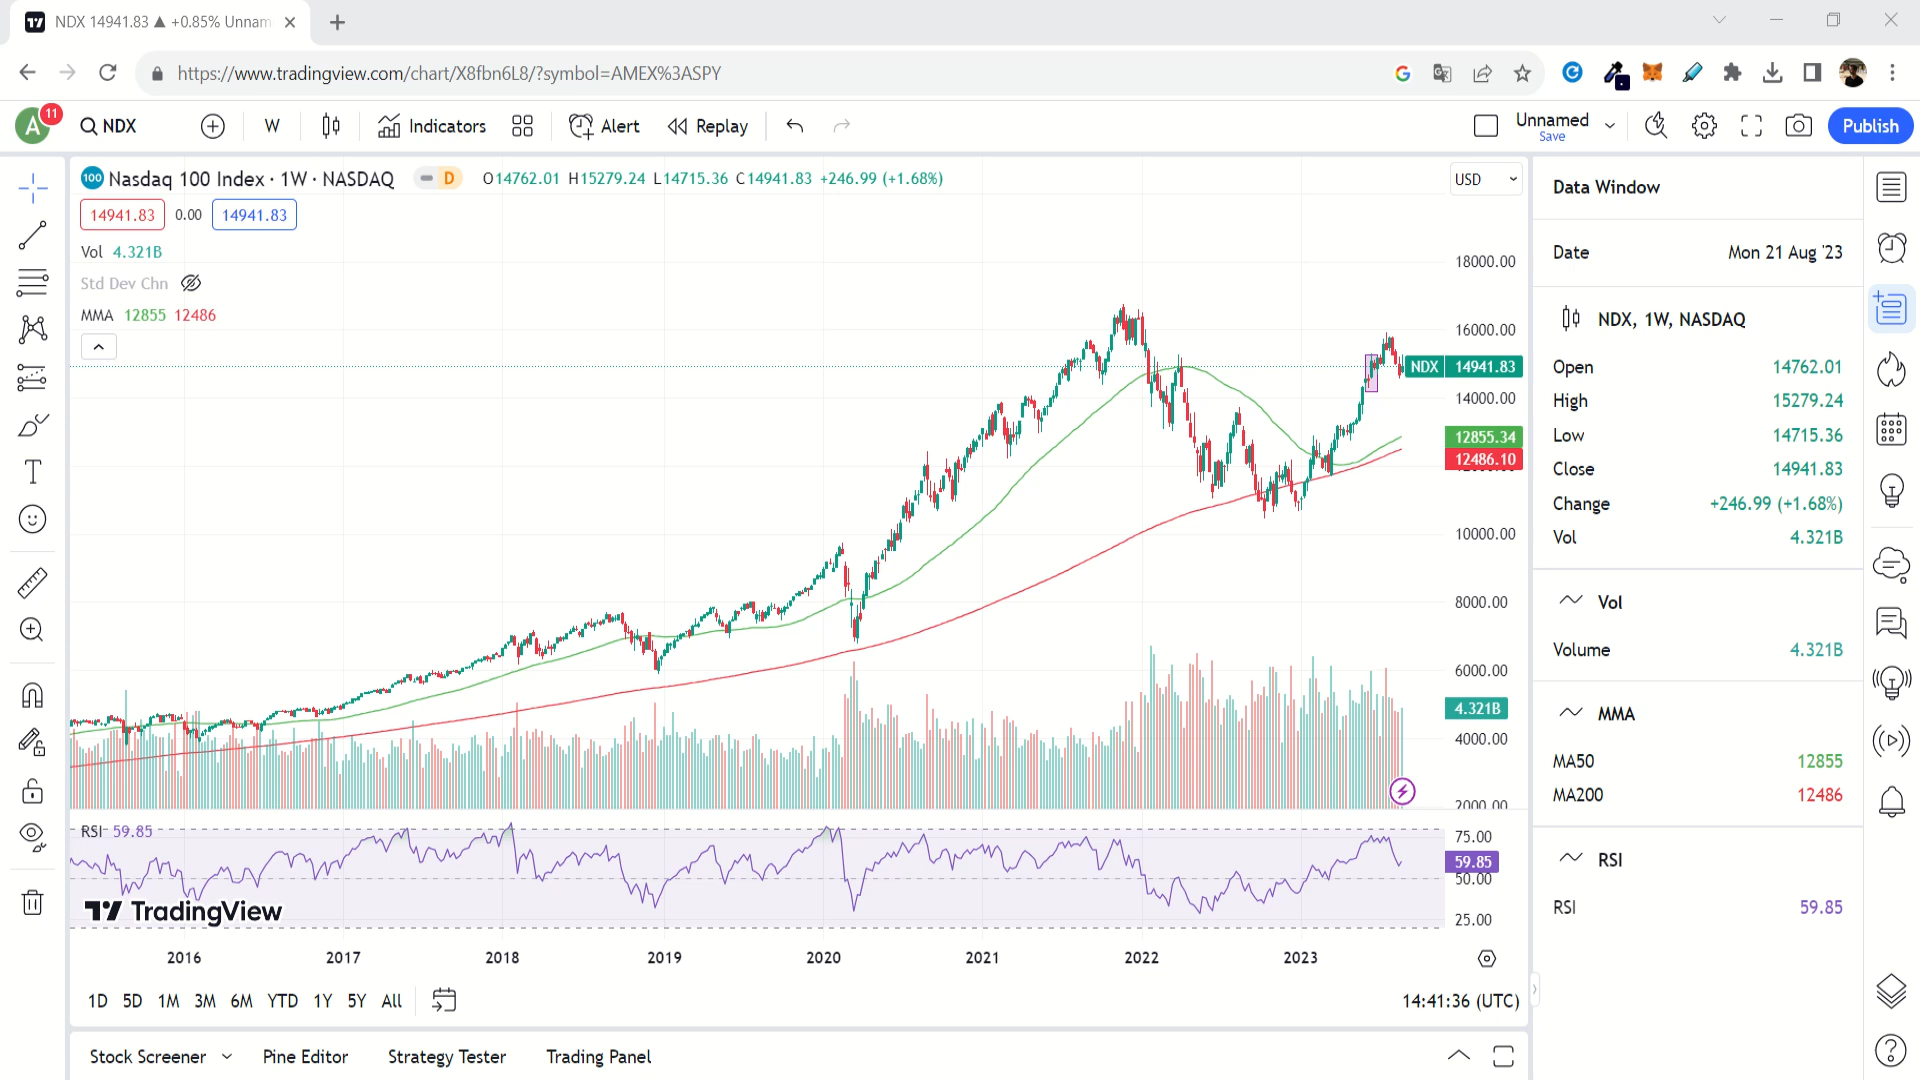 NDX 14941.83 ▲ +0.85% Unnam
https://www.tradingview.com/chart/X8fbn6L8/?symbol=AMEX%3ASPY
A 11 NDX W Indicators Alert Replay Unnamed Save Publish
100 Nasdaq 100 Index · 1W · NASDAQ D O14762.01 H15279.24 L14715.36 C14941.83 +246.99 (+1.68%)
USD
14941.83 0.00 14941.83
Vol 4.321B
Std Dev Chn
MMA 12855 12486
18000.00
16000.00
NDX 14941.83
14000.00
12855.34
12486.10
10000.00
8000.00
6000.00
4.321B
4000.00
2000.00
RSI 59.85
75.00
59.85
50.00
25.00
TradingView
2016 2017 2018 2019 2020 2021 2022 2023
1D 5D 1M 3M 6M YTD 1Y 5Y All
14:41:36 (UTC)
Stock Screener Pine Editor Strategy Tester Trading Panel
Data Window
Date Mon 21 Aug '23
NDX, 1W, NASDAQ
Open 14762.01
High 15279.24
Low 14715.36
Close 14941.83
Change +246.99 (+1.68%)
Vol 4.321B
Vol
Volume 4.321B
MMA
MA50 12855
MA200 12486
RSI
RSI 59.85